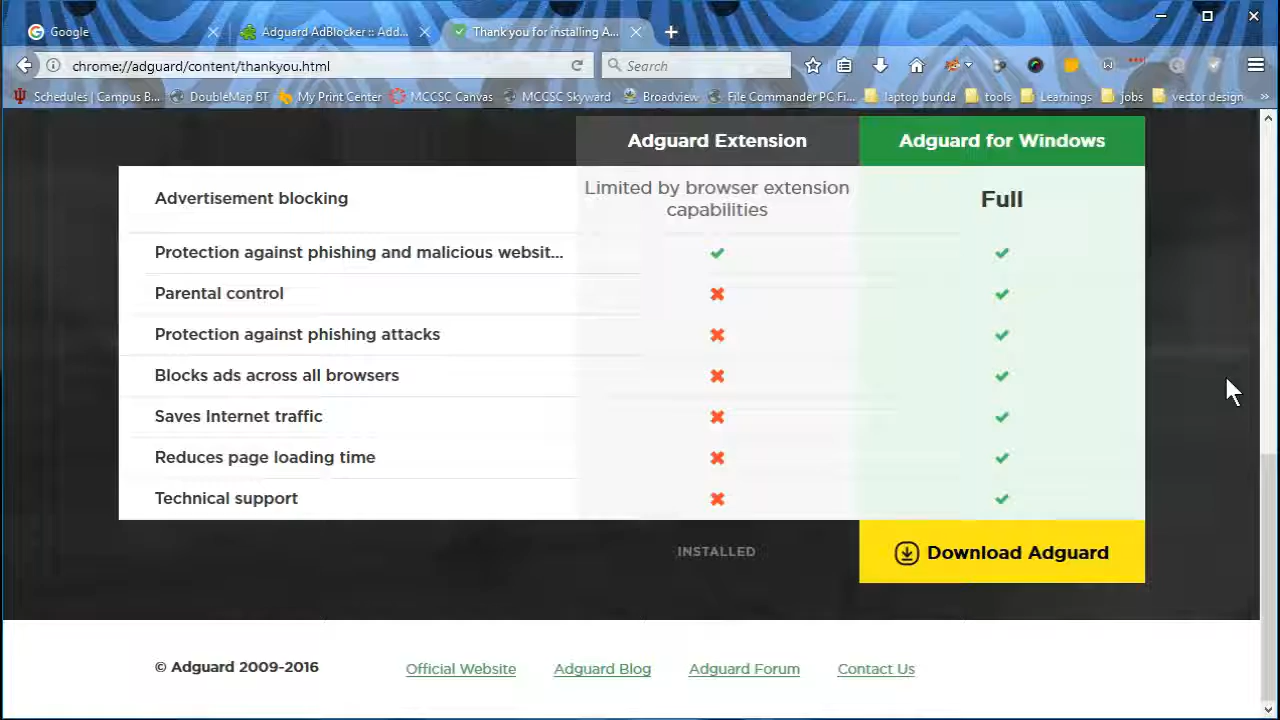 Google
Adguard AdBlocker :: Add...
Thank you for installing A...
chrome://adguard/content/thankyou.html
Search
Schedules | Campus B...
DoubleMap BT
My Print Center
MCCSC Canvas
MCCSC Skyward
Broadview
File Commander PC Fi...
laptop bunda
tools
Learnings
jobs
vector design
Adguard Extension
Adguard for Windows
Advertisement blocking
Limited by browser extension
capabilities
Full
Protection against phishing and malicious websit...
Parental control
Protection against phishing attacks
Blocks ads across all browsers
Saves Internet traffic
Reduces page loading time
Technical support
INSTALLED
Download Adguard
© Adguard 2009-2016
Official Website
Adguard Blog
Adguard Forum
Contact Us